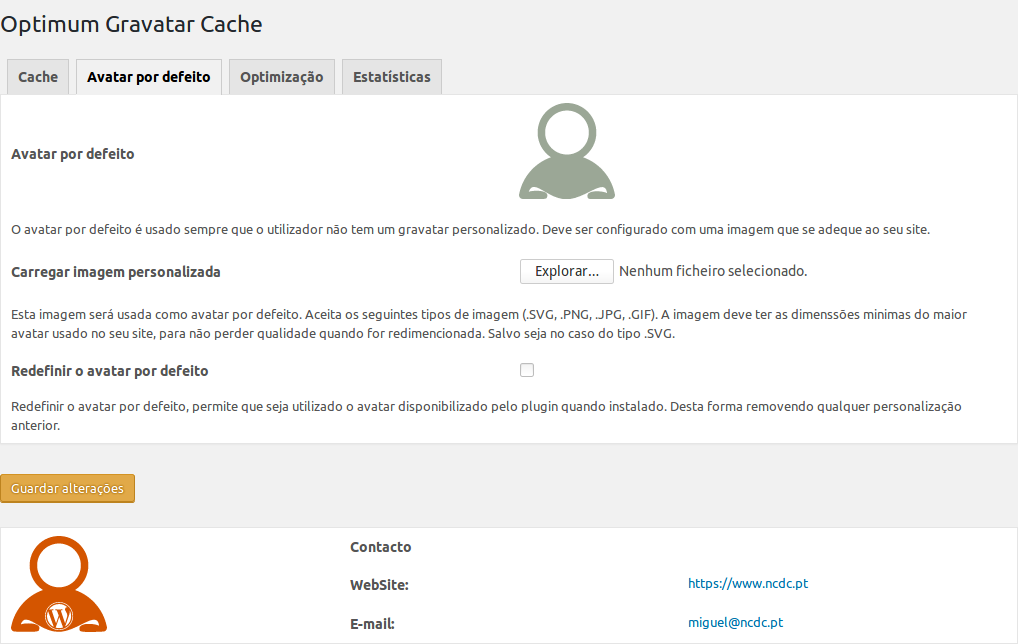 Optimum Gravatar Cache
Cache Avatar por defeito Optimização Estatísticas
Avatar por defeito
O avatar por defeito é usado sempre que o utilizador não tem um gravatar personalizado. Deve ser configurado com uma imagem que se adeque ao seu site.
Carregar imagem personalizada Explorar... Nenhum ficheiro selecionado.
Esta imagem será usada como avatar por defeito. Aceita os seguintes tipos de imagem (.SVG, .PNG, .JPG, .GIF). A imagem deve ter as dimenssões minimas do maior
avatar usado no seu site, para não perder qualidade quando for redimencionada. Salvo seja no caso do tipo .SVG.
Redefinir o avatar por defeito
Redefinir o avatar por defeito, permite que seja utilizado o avatar disponibilizado pelo plugin quando instalado. Desta forma removendo qualquer personalização
anterior.
Guardar alterações
Contacto
WebSite: https://www.ncdc.pt
E-mail: miguel@ncdc.pt